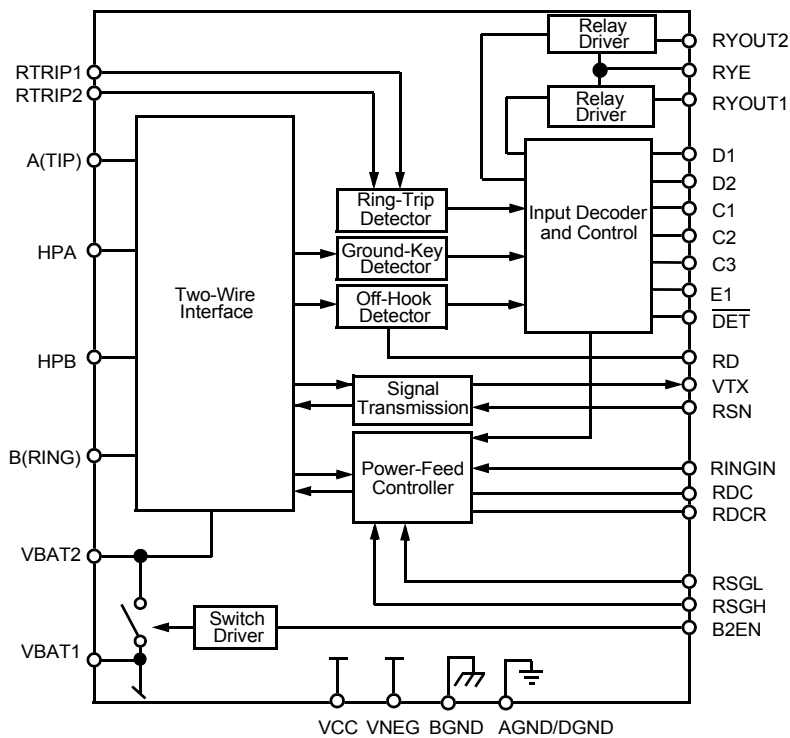 Relay
Driver
RYOUT2
RTRIP1
RYE
RTRIP2
Relay
Driver
RYOUT1
A(TIP)
D1
D2
Ring-Trip
Detector
Input Decoder
and Control
C1
C2
HPA
Ground-Key
Detector
C3
Two-Wire
Interface
Off-Hook
Detector
E1
DET
HPB
RD
Signal
Transmission
VTX
RSN
B(RING)
Power-Feed
Controller
RINGIN
RDC
RDCR
VBAT2
RSGL
RSGH
Switch
Driver
B2EN
VBAT1
VCC VNEG BGND AGND/DGND